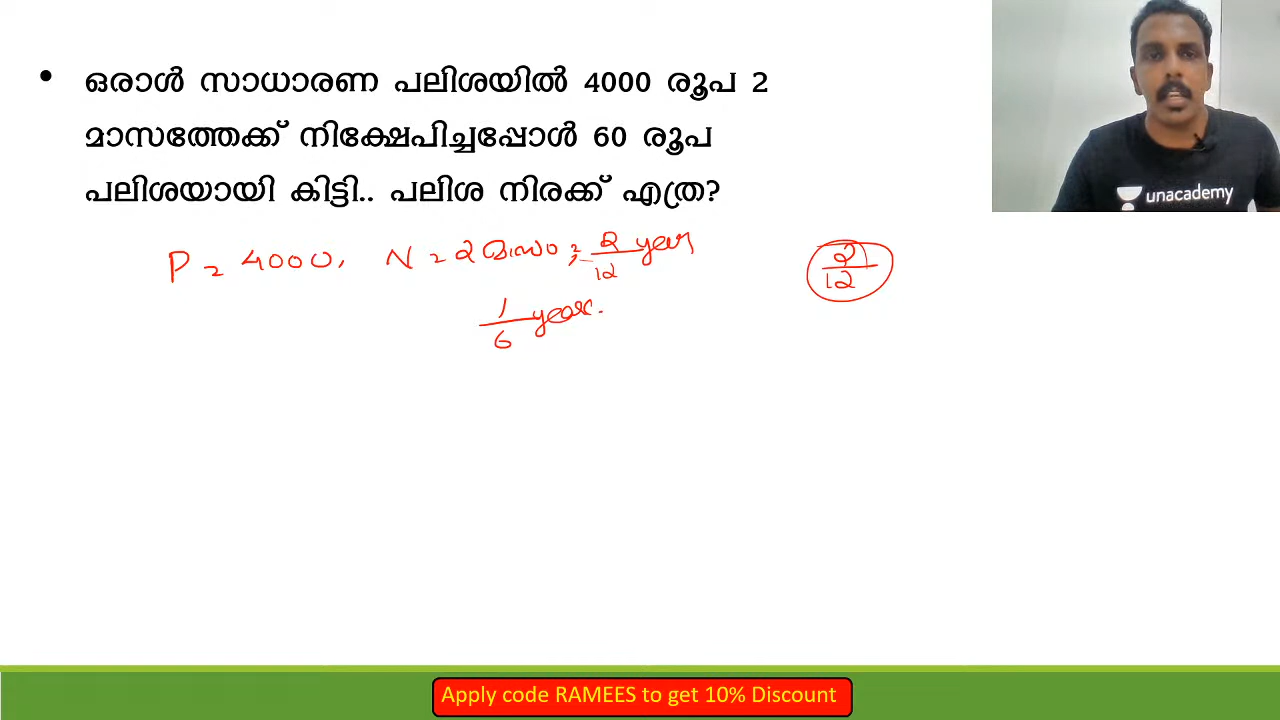 • ഒരാൾ സാധാരണ പലിശയിൽ 4000 രൂപ 2
മാസത്തേക്ക് നിക്ഷേപിച്ചപ്പോൾ 60 രൂപ
പലിശയായി കിട്ടി.. പലിശ നിരക്ക് എത്ര?
P = 4000, N = 2 മാസം = 2/12 year
2/12
1/6 year.
unacademy
Apply code RAMEES to get 10% Discount